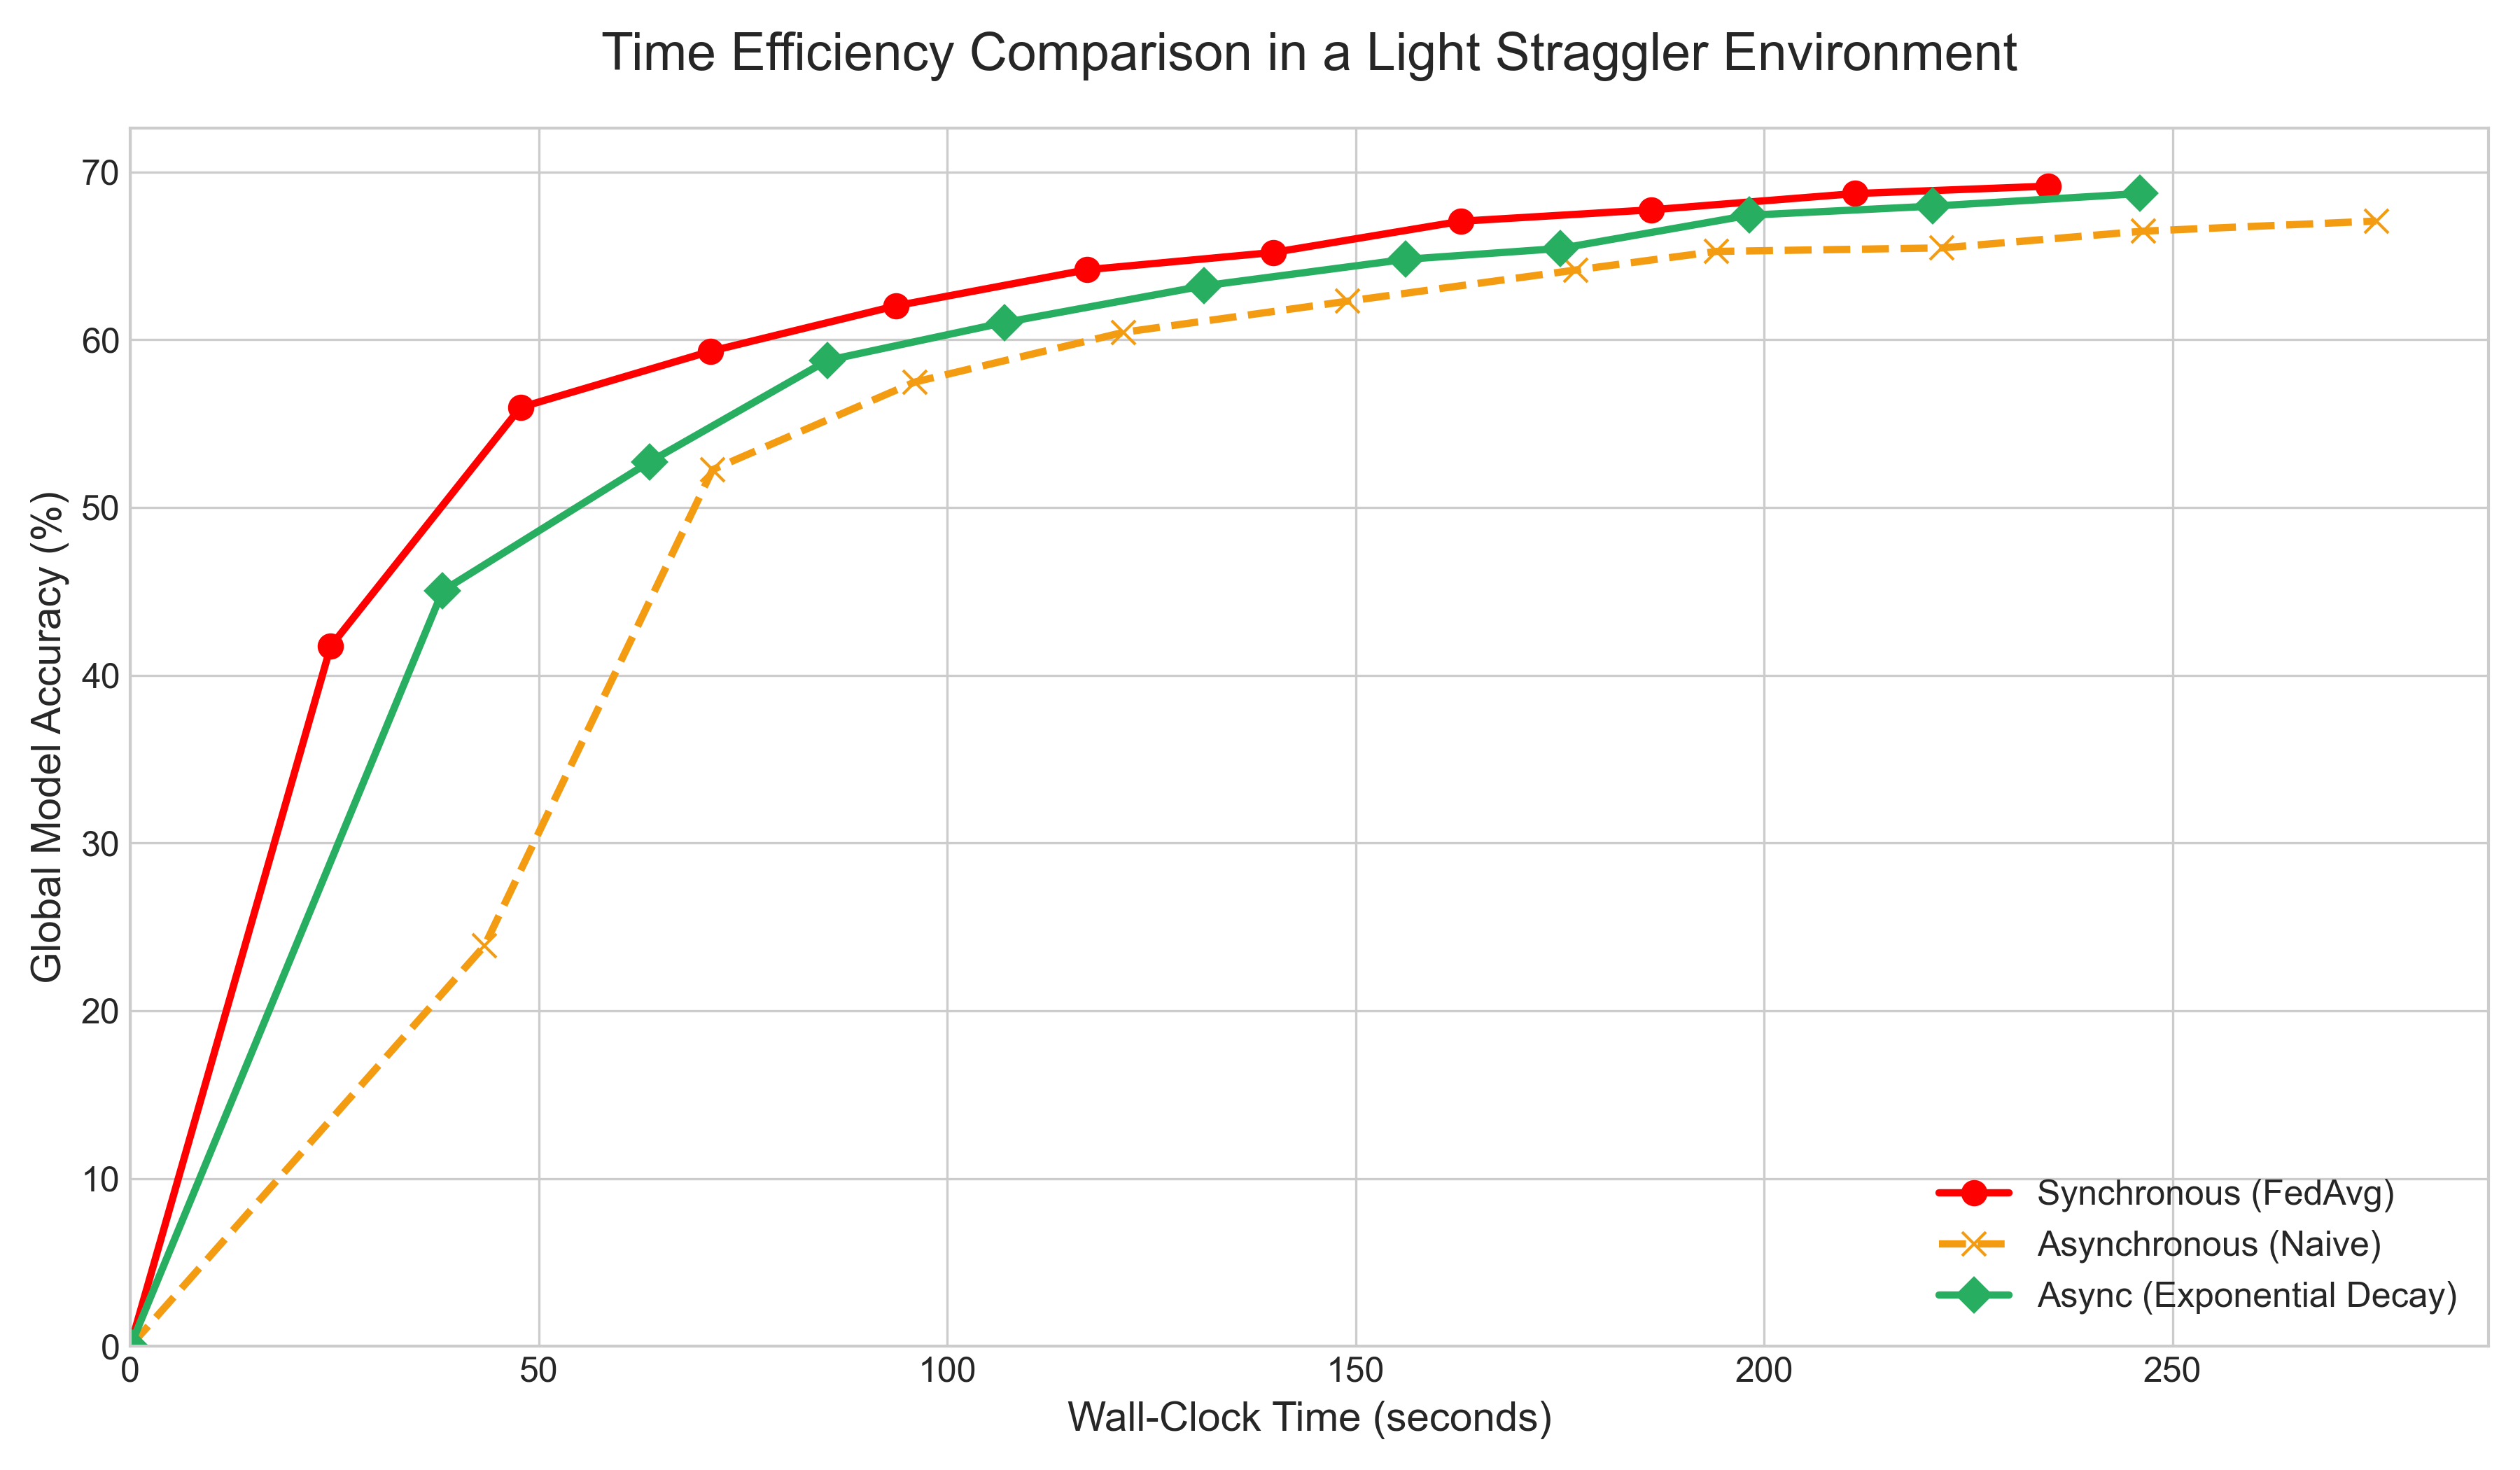 Time Efficiency Comparison in a Light Straggler Environment
Global Model Accuracy (%)
70
60
50
40
30
20
10
0
0 50 100 150 200 250
Wall-Clock Time (seconds)
Synchronous (FedAvg)
Asynchronous (Naive)
Async (Exponential Decay)